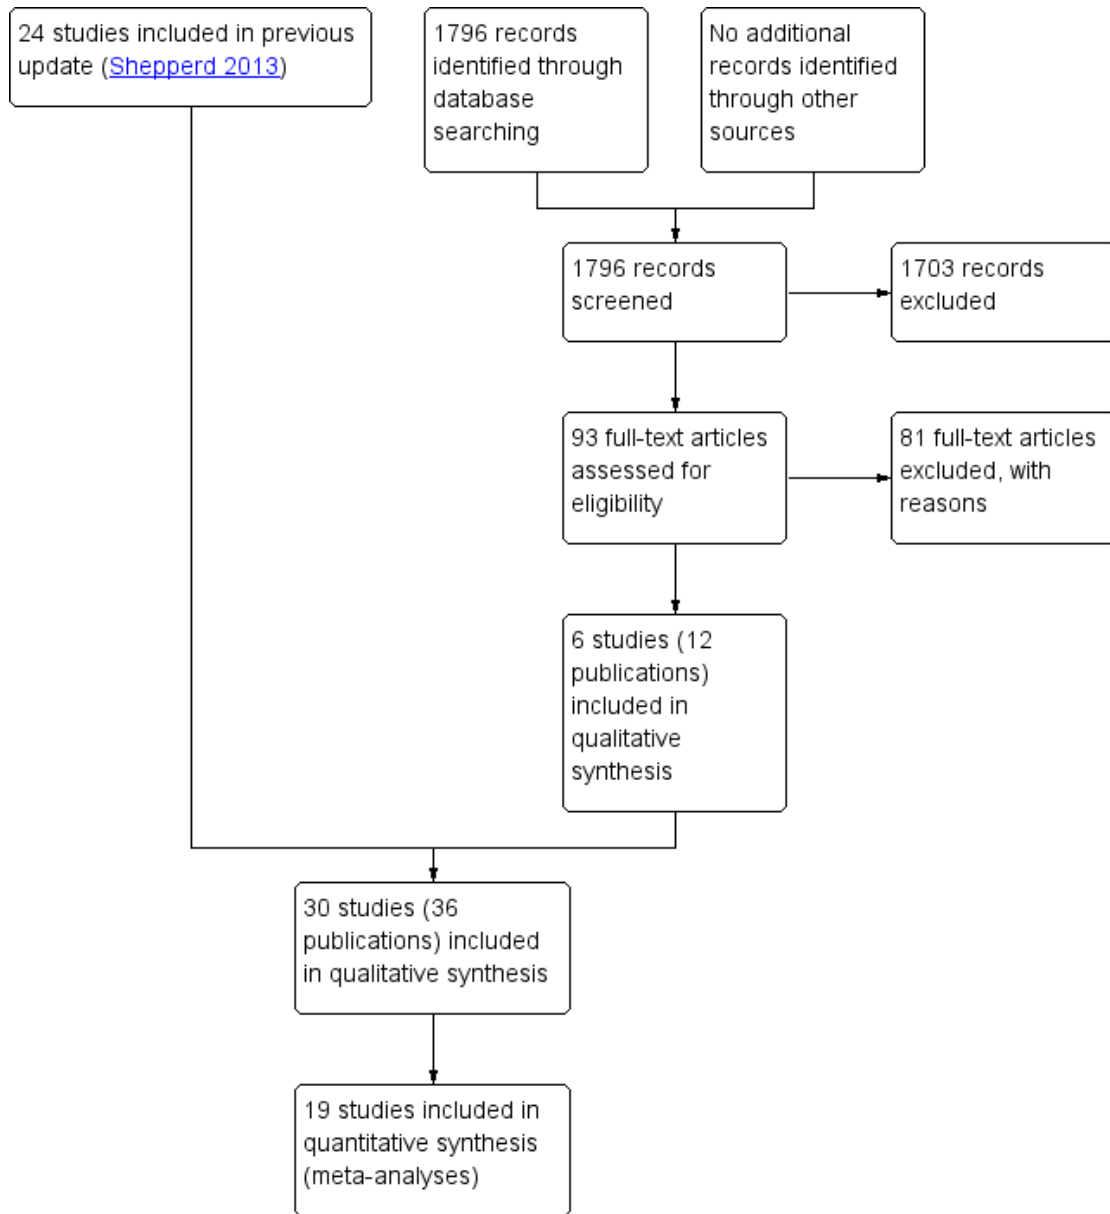 24 studies included in previous
update (Shepperd 2013)
1796 records
identified through
database
searching
No additional
records identified
through other
sources
1796 records
screened
1703 records
excluded
93 full-text articles
assessed for
eligibility
81 full-text articles
excluded, with
reasons
6 studies (12
publications)
included in
qualitative
synthesis
30 studies (36
publications) included
in qualitative synthesis
19 studies included in
quantitative synthesis
(meta-analyses)